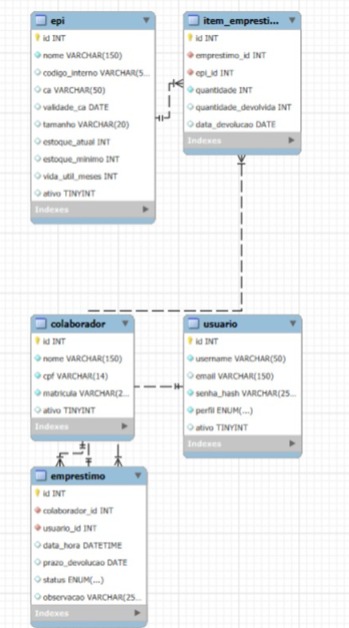 epi
id INT
nome VARCHAR(150)
codigo_interno VARCHAR(5...
ca VARCHAR(50)
validade_ca DATE
tamanho VARCHAR(20)
estoque_atual INT
estoque_minimo INT
vida_util_meses INT
ativo TINYINT
Indexes
item_empresti...
id INT
emprestimo_id INT
epi_id INT
quantidade INT
quantidade_devolvida INT
data_devolucao DATE
Indexes
colaborador
id INT
nome VARCHAR(150)
cpf VARCHAR(14)
matricula VARCHAR(2...
ativo TINYINT
Indexes
usuario
id INT
username VARCHAR(50)
email VARCHAR(150)
senha_hash VARCHAR(25...
perfil ENUM(...)
ativo TINYINT
Indexes
emprestimo
id INT
colaborador_id INT
usuario_id INT
data_hora DATETIME
prazo_devolucao DATE
status ENUM(...)
observacao VARCHAR(25...
Indexes